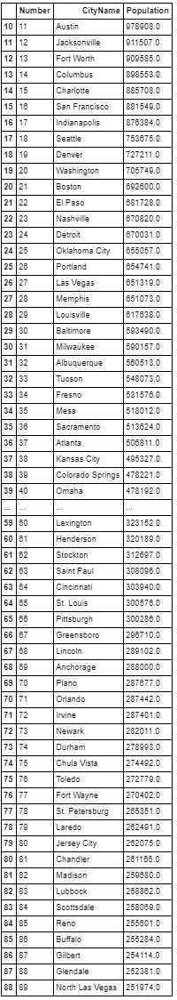 Number CityName Population
10 11 Austin 978908.0
11 12 Jacksonville 911507.0
12 13 Fort Worth 909585.0
13 14 Columbus 898553.0
14 15 Charlotte 885708.0
15 16 San Francisco 881549.0
16 17 Indianapolis 876384.0
17 18 Seattle 753675.0
18 19 Denver 727211.0
19 20 Washington 705749.0
20 21 Boston 692600.0
21 22 El Paso 681728.0
22 23 Nashville 670820.0
23 24 Detroit 670031.0
24 25 Oklahoma City 655057.0
25 26 Portland 654741.0
26 27 Las Vegas 651319.0
27 28 Memphis 651073.0
28 29 Louisville 617638.0
29 30 Baltimore 593490.0
30 31 Milwaukee 590157.0
31 32 Albuquerque 560513.0
32 33 Tucson 548073.0
33 34 Fresno 531576.0
34 35 Mesa 518012.0
35 36 Sacramento 513624.0
36 37 Atlanta 506811.0
37 38 Kansas City 495327.0
38 39 Colorado Springs 478221.0
39 40 Omaha 478192.0
... ... ... ...
59 60 Lexington 323152.0
60 61 Henderson 320189.0
61 62 Stockton 312697.0
62 63 Saint Paul 308096.0
63 64 Cincinnati 303940.0
64 65 St. Louis 300576.0
65 66 Pittsburgh 300286.0
66 67 Greensboro 296710.0
67 68 Lincoln 289102.0
68 69 Anchorage 288000.0
69 70 Plano 287677.0
70 71 Orlando 287442.0
71 72 Irvine 287401.0
72 73 Newark 282011.0
73 74 Durham 278993.0
74 75 Chula Vista 274492.0
75 76 Toledo 272779.0
76 77 Fort Wayne 270402.0
77 78 St. Petersburg 265351.0
78 79 Laredo 262491.0
79 80 Jersey City 262075.0
80 81 Chandler 261165.0
81 82 Madison 259680.0
82 83 Lubbock 258862.0
83 84 Scottsdale 258069.0
84 85 Reno 255601.0
85 86 Buffalo 255284.0
86 87 Gilbert 254114.0
87 88 Glendale 252381.0
88 89 North Las Vegas 251974.0